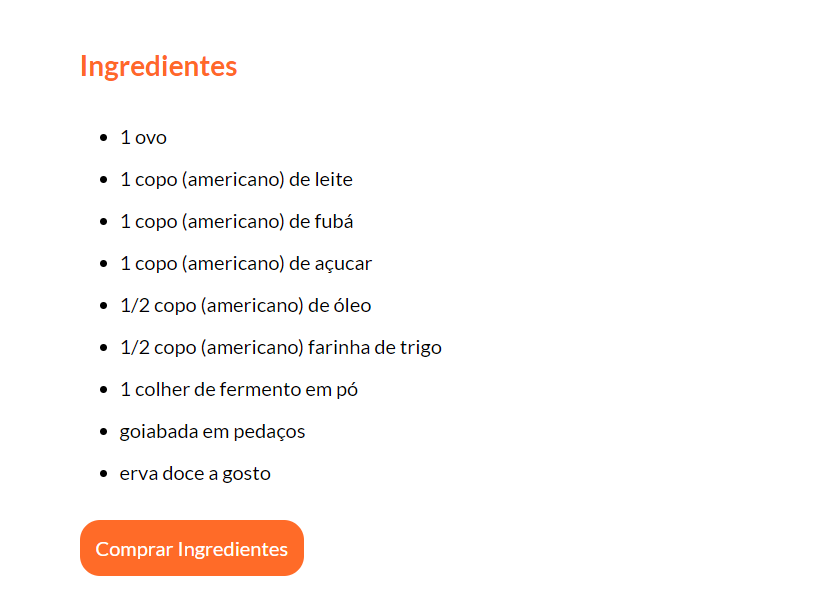 Ingredientes
1 ovo
1 copo (americano) de leite
1 copo (americano) de fubá
1 copo (americano) de açucar
1/2 copo (americano) de óleo
1/2 copo (americano) farinha de trigo
1 colher de fermento em pó
goiabada em pedaços
erva doce a gosto
Comprar Ingredientes